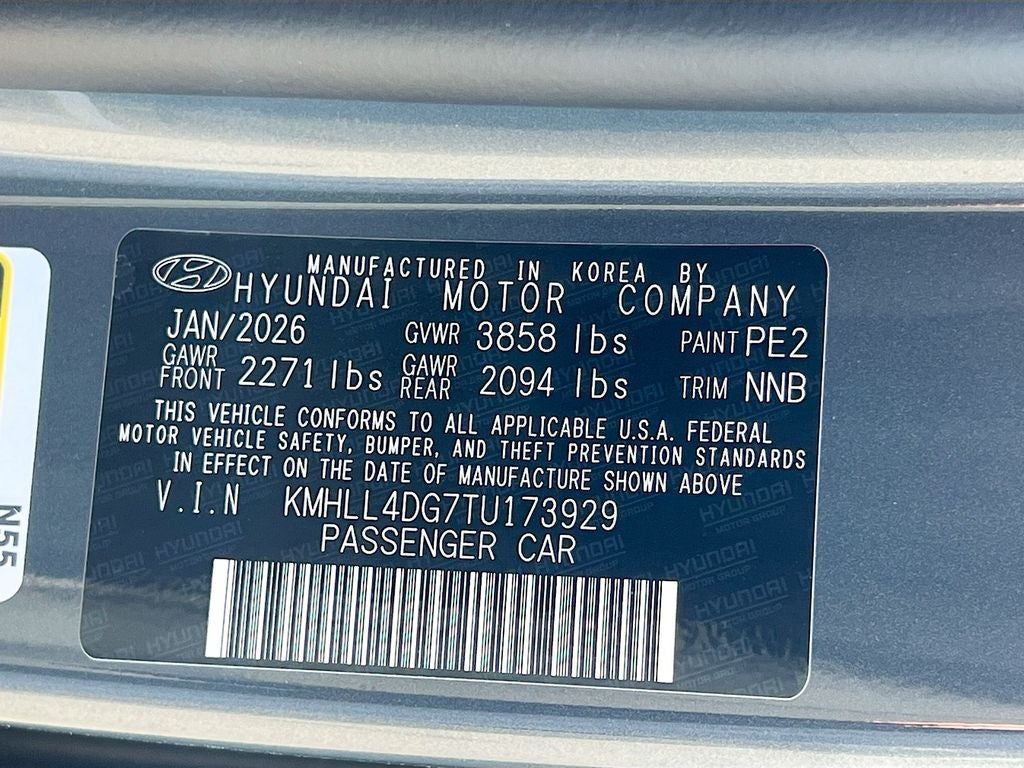 MANUFACTURED IN KOREA BY
HYUNDAI MOTOR COMPANY
JAN/2026 GVWR 3858 lbs PAINT PE2
GAWR FRONT 2271 lbs GAWR REAR 2094 lbs TRIM NNB
THIS VEHICLE CONFORMS TO ALL APPLICABLE U.S.A. FEDERAL
MOTOR VEHICLE SAFETY, BUMPER, AND THEFT PREVENTION STANDARDS
IN EFFECT ON THE DATE OF MANUFACTURE SHOWN ABOVE
V.I.N KMHLL4DG7TU173929
PASSENGER CAR
N55